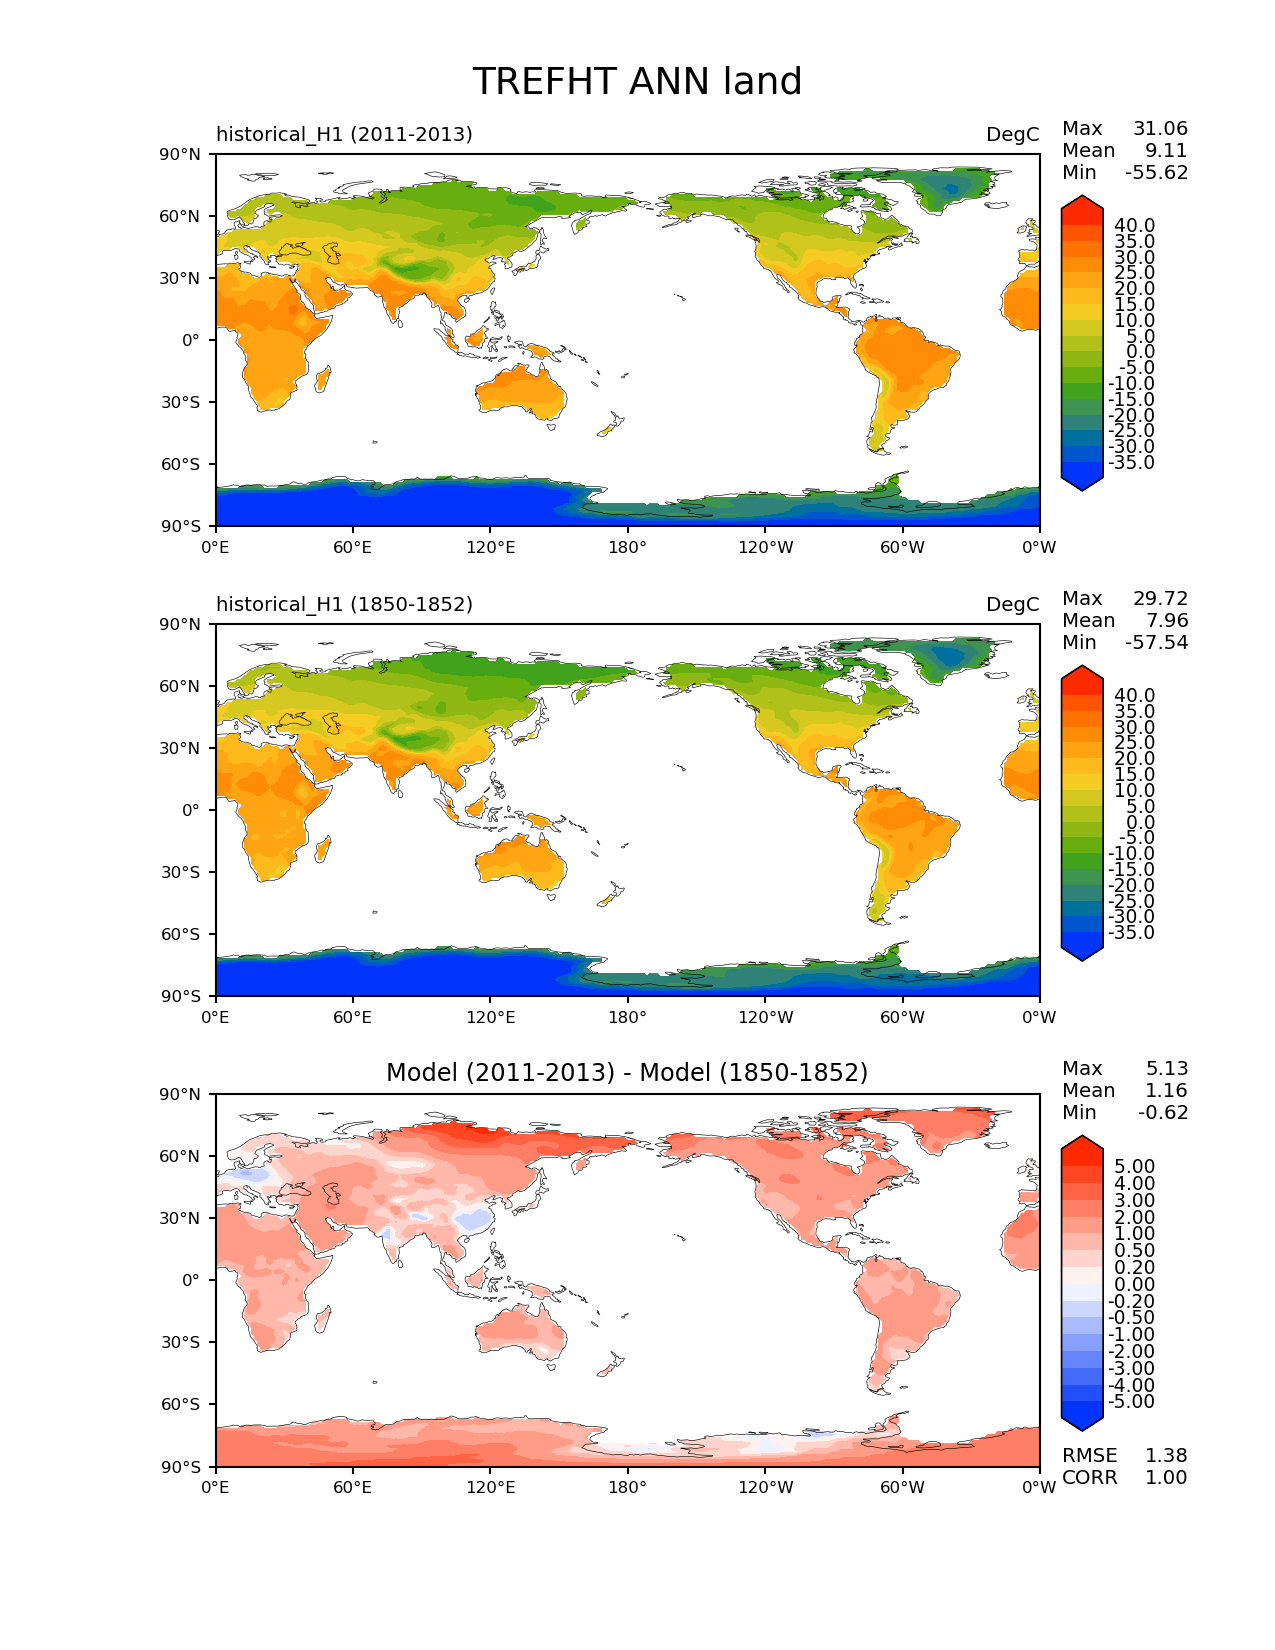 TREFHT ANN land
historical_H1 (2011-2013) DegC
Max 31.06
Mean 9.11
Min -55.62
90°N
60°N
30°N
0°
30°S
60°S
90°S
0°E 60°E 120°E 180° 120°W 60°W 0°W
40.0
35.0
30.0
25.0
20.0
15.0
10.0
5.0
0.0
-5.0
-10.0
-15.0
-20.0
-25.0
-30.0
-35.0
historical_H1 (1850-1852) DegC
Max 29.72
Mean 7.96
Min -57.54
90°N
60°N
30°N
0°
30°S
60°S
90°S
0°E 60°E 120°E 180° 120°W 60°W 0°W
40.0
35.0
30.0
25.0
20.0
15.0
10.0
5.0
0.0
-5.0
-10.0
-15.0
-20.0
-25.0
-30.0
-35.0
Model (2011-2013) - Model (1850-1852)
Max 5.13
Mean 1.16
Min -0.62
90°N
60°N
30°N
0°
30°S
60°S
90°S
0°E 60°E 120°E 180° 120°W 60°W 0°W
5.00
4.00
3.00
2.00
1.00
0.50
0.20
0.00
-0.20
-0.50
-1.00
-2.00
-3.00
-4.00
-5.00
RMSE 1.38
CORR 1.00